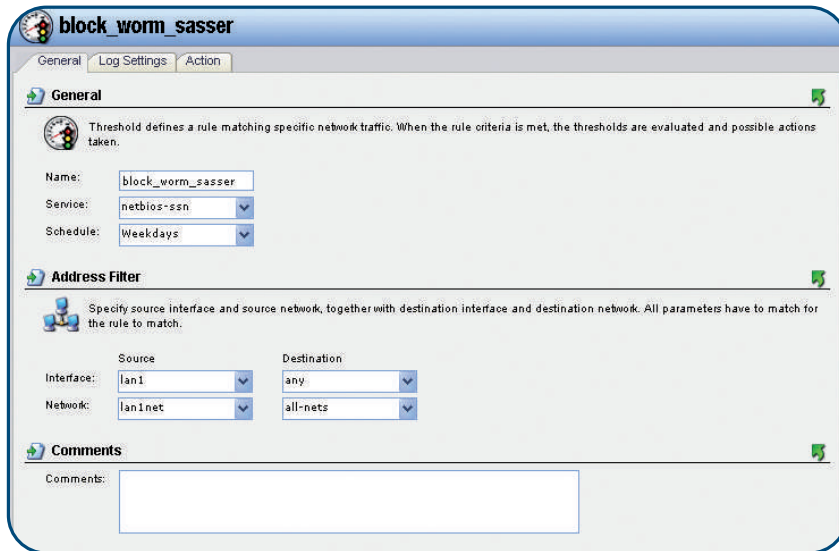 block_worm_sasser
General Log Settings Action
General
Threshold defines a rule matching specific network traffic. When the rule criteria is met, the thresholds are evaluated and possible actions
taken.
Name: block_worm_sasser
Service: netbios-ssn
Schedule: Weekdays
Address Filter
Specify source interface and source network, together with destination interface and destination network. All parameters have to match for
the rule to match.
Source Destination
Interface: lan1 any
Network: lan1net all-nets
Comments
Comments: